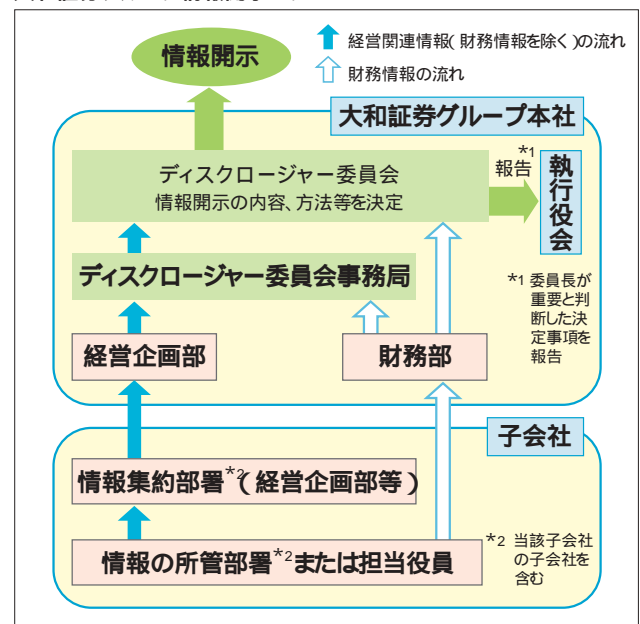 情報開示
経営関連情報(財務情報を除く)の流れ
財務情報の流れ
大和証券グループ本社
ディスクロージャー委員会
情報開示の内容、方法等を決定
報告*1
執行役会
ディスクロージャー委員会事務局
*1 委員長が
重要と判
断した決
定事項を
報告
経営企画部
財務部
子会社
情報集約部署*2(経営企画部等)
情報の所管部署*2または担当役員
*2 当該子会社
の子会社を
含む